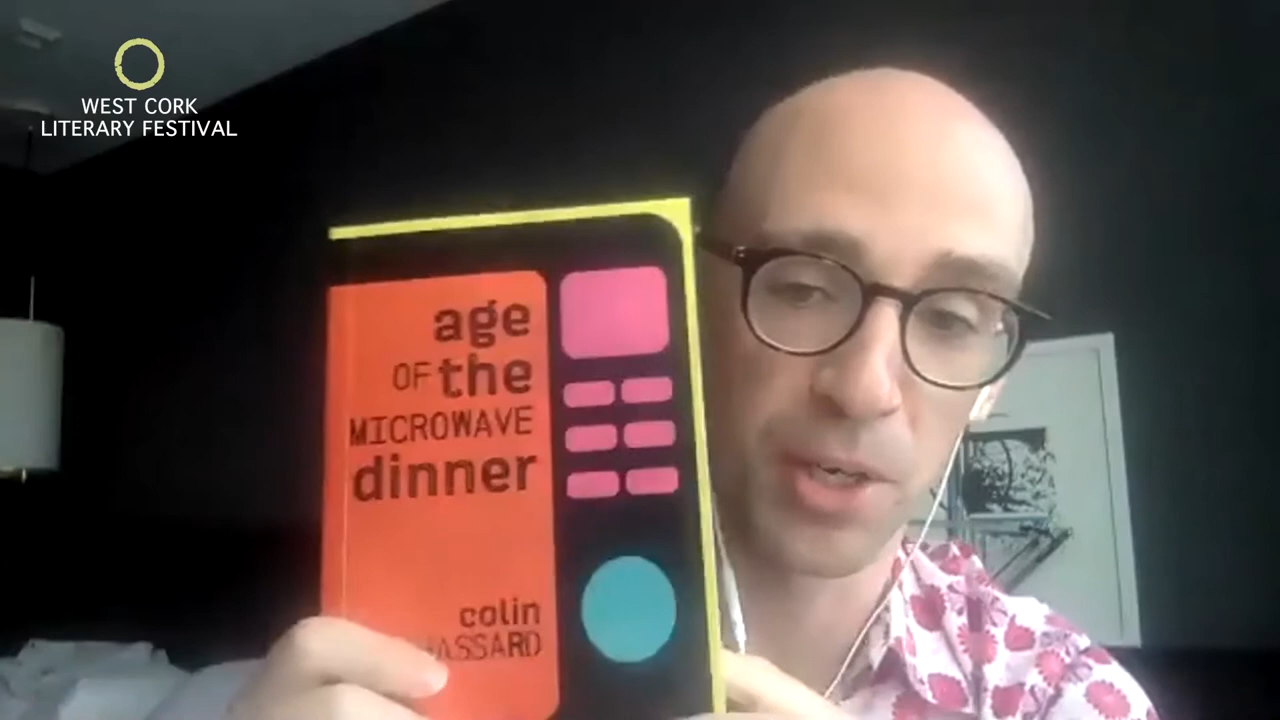 WEST CORK
LITERARY FESTIVAL
age
OF the
MICROWAVE
dinner
colin